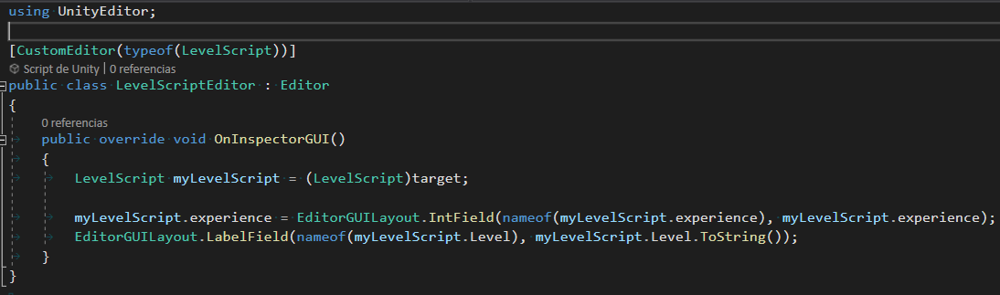 using UnityEditor;
[CustomEditor(typeof(LevelScript))]
Script de Unity | 0 referencias
public class LevelScriptEditor : Editor
{
0 referencias
public override void OnInspectorGUI()
{
LevelScript myLevelScript = (LevelScript)target;
myLevelScript.experience = EditorGUILayout.IntField(nameof(myLevelScript.experience), myLevelScript.experience);
EditorGUILayout.LabelField(nameof(myLevelScript.Level), myLevelScript.Level.ToString());
}
}